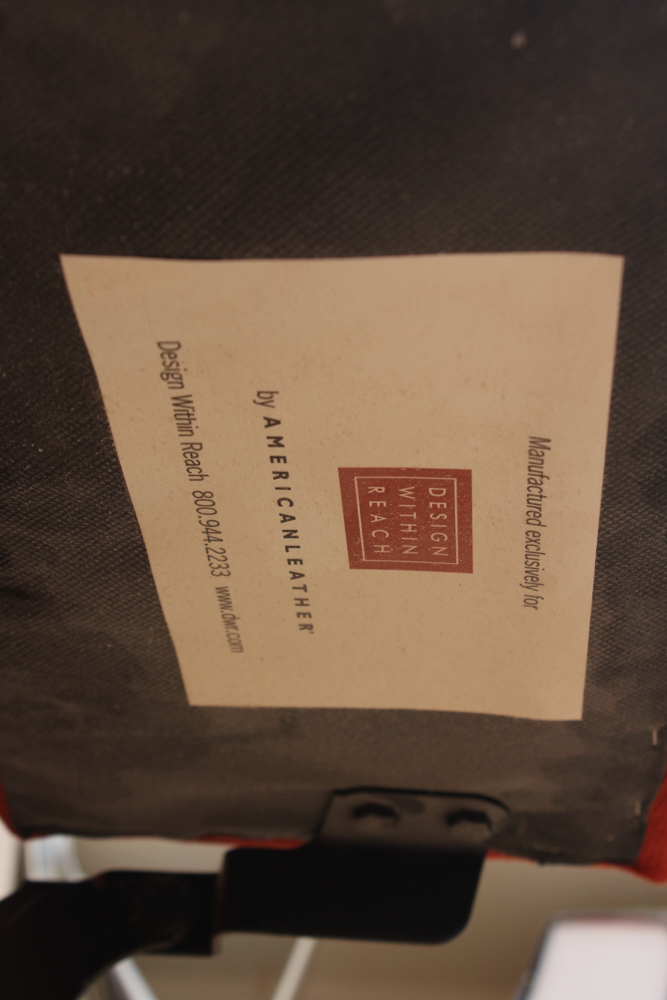 Manufactured exclusively for
DESIGN
WITHIN
REACH
by AMERICANLEATHER®
Design Within Reach 800.944.2233 www.dwr.com